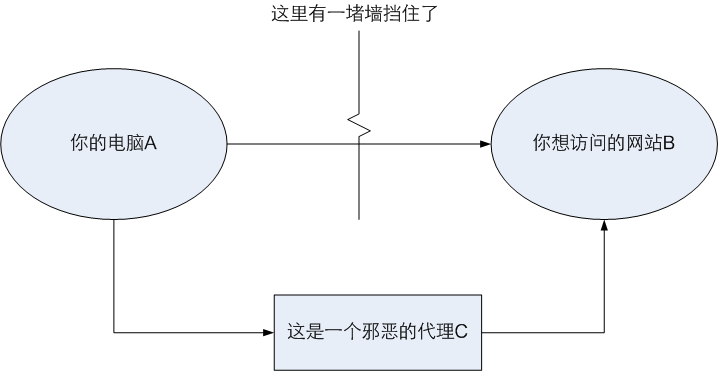 这里有一堵墙挡住了
你的电脑A
你想访问的网站B
这是一个邪恶的代理C